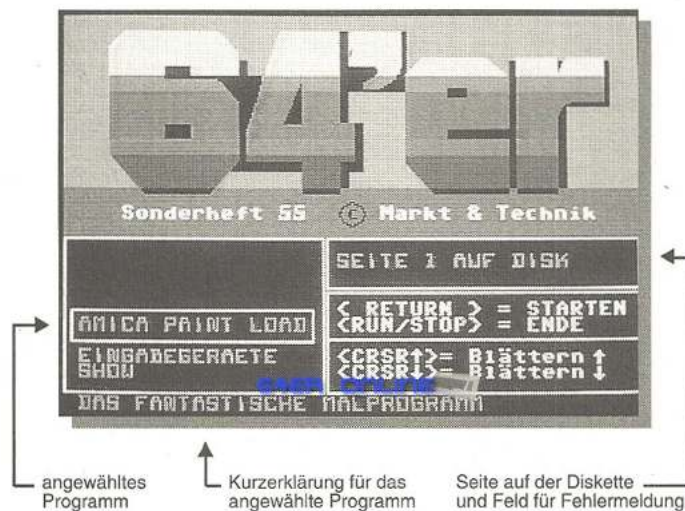 64'er
Sonderheft 55 © Markt & Technik
SEITE 1 AUF DISK
AMICA PAINT LOAD
EINGABEGERAETE
SHOW
< RETURN > = STARTEN
<RUN/STOP> = ENDE
<CRSR↑>= Blättern ↑
<CRSR↓>= Blättern ↓
64ER ONLINE
DAS FANTASTISCHE MALPROGRAMM
angewähltes
Programm
Kurzerklärung für das
angewählte Programm
Seite auf der Diskette
und Feld für Fehlermeldung